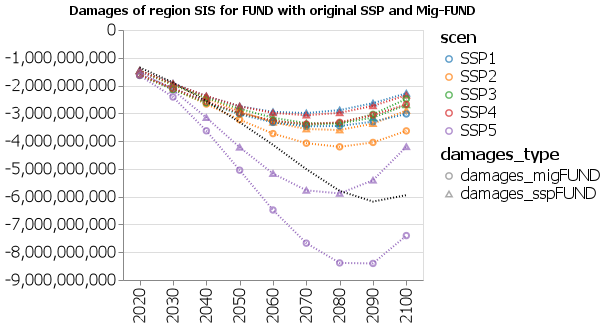 Damages of region SIS for FUND with original SSP and Mig-FUND
0
-1,000,000,000
-2,000,000,000
-3,000,000,000
-4,000,000,000
-5,000,000,000
-6,000,000,000
-7,000,000,000
-8,000,000,000
-9,000,000,000
2020
2030
2040
2050
2060
2070
2080
2090
2100
scen
SSP1
SSP2
SSP3
SSP4
SSP5
damages_type
damages_migFUND
damages_sspFUND